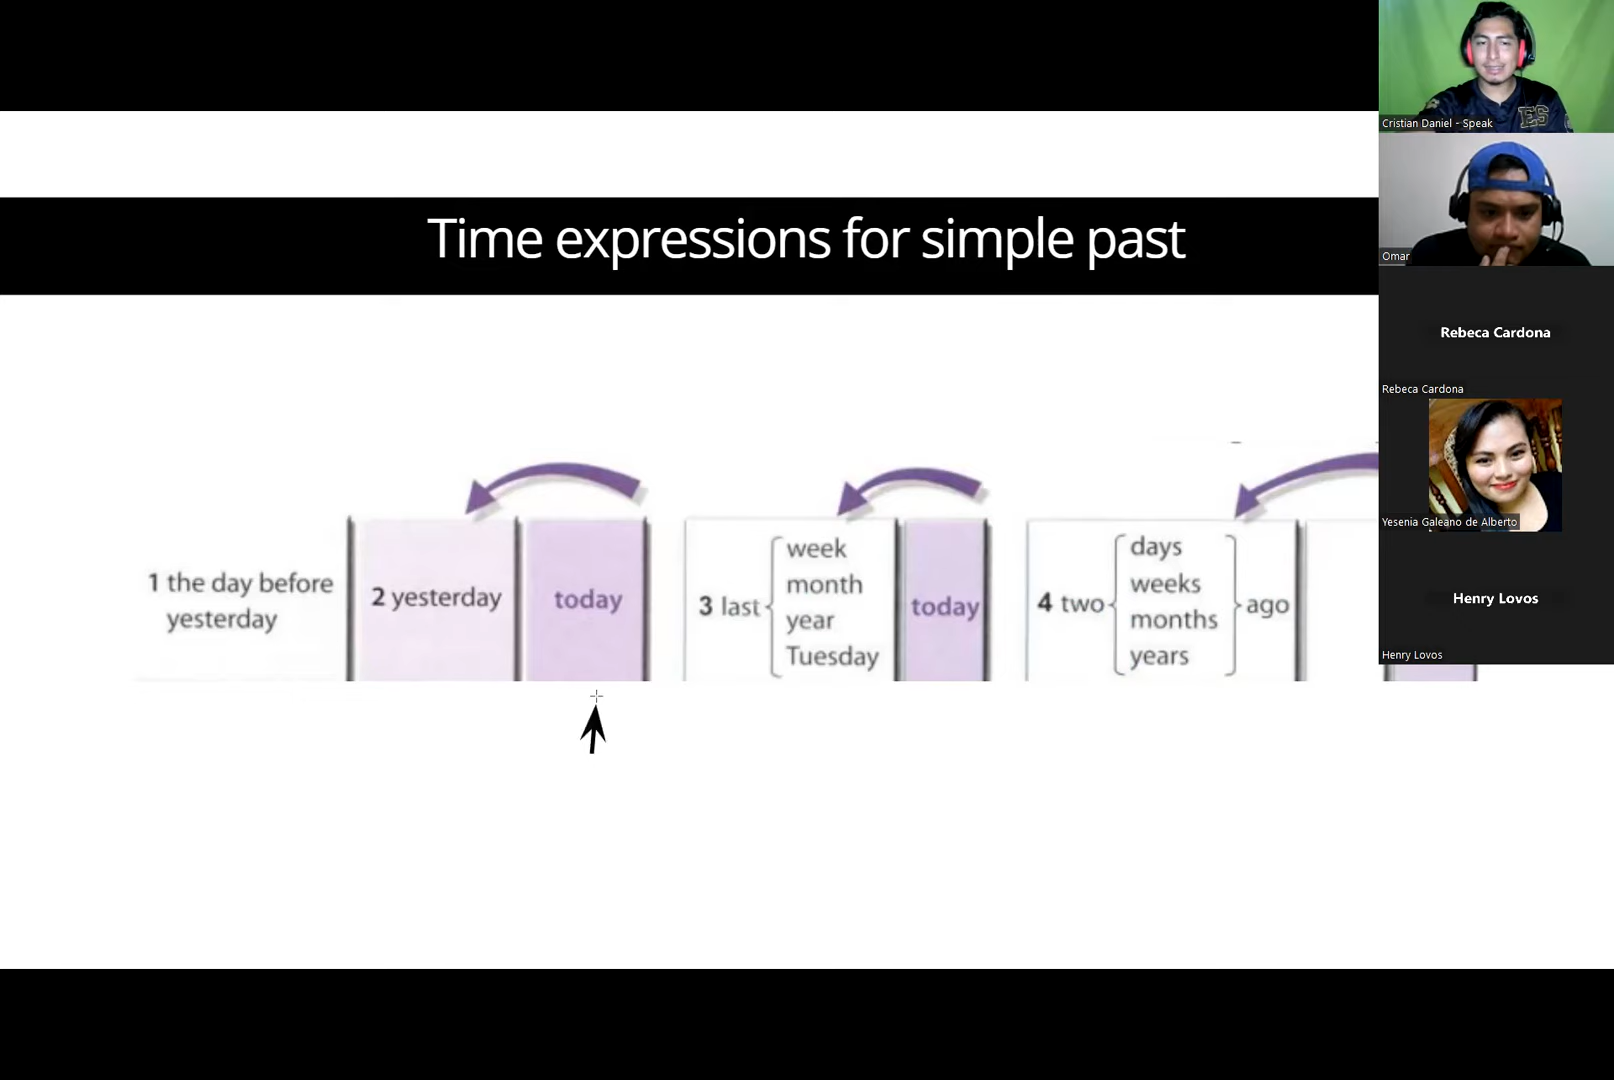 Time expressions for simple past
1 the day before
yesterday
2 yesterday
today
3 last
week
month
year
Tuesday
today
4 two
days
weeks
months
years
ago
ES
Cristian Daniel - Speak
Omar
Rebeca Cardona
Rebeca Cardona
Yesenia Galeano de Alberto
Henry Lovos
Henry Lovos